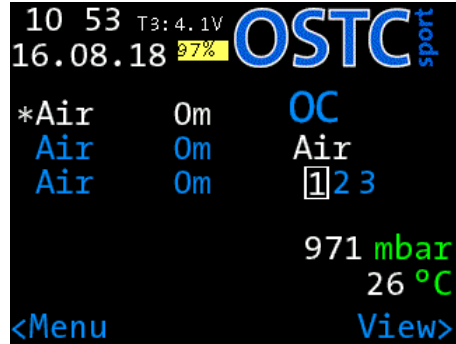 10 53 T3:4.1V
16.08.18 97%
OSTC sport
*Air 0m OC
Air 0m Air
Air 0m 1 2 3
971 mbar
26 ºC
<Menu View>